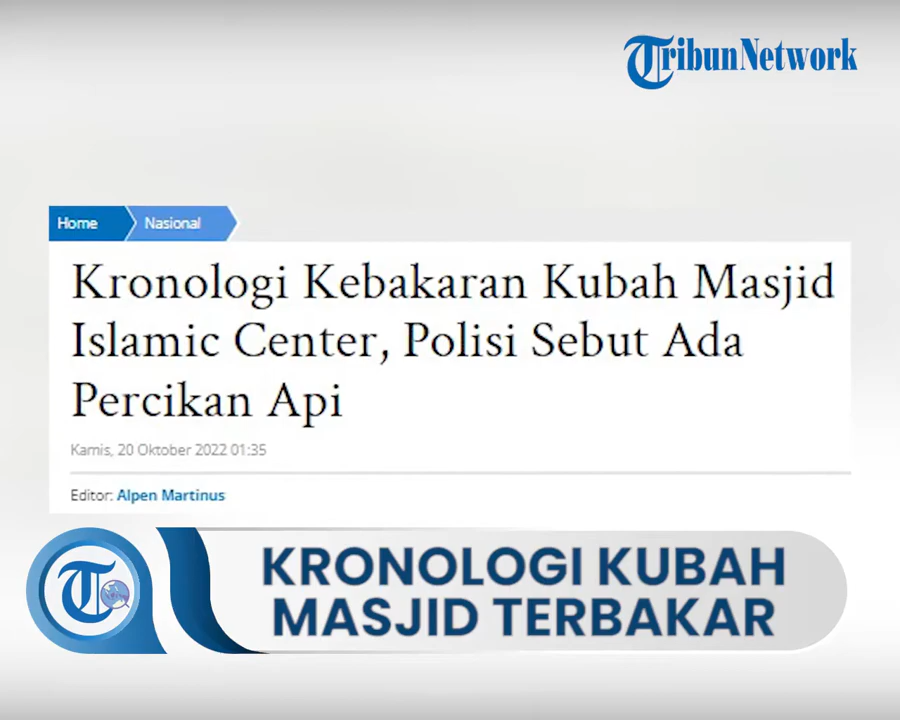 TribunNetwork
Home Nasional
Kronologi Kebakaran Kubah Masjid
Islamic Center, Polisi Sebut Ada
Percikan Api
Kamis, 20 Oktober 2022 01:35
Editor: Alpen Martinus
T
KRONOLOGI KUBAH
MASJID TERBAKAR